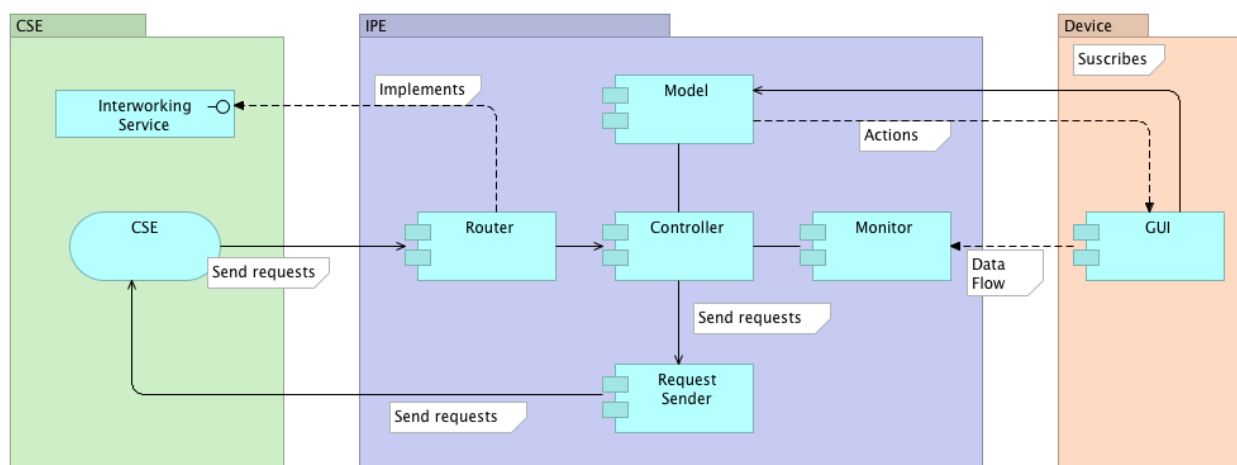 CSE
IPE
Device
Suscribes
Implements
Model
Interworking
Service
Actions
CSE
Router
Controller
Monitor
GUI
Send requests
Data
Flow
Send requests
Request
Sender
Send requests